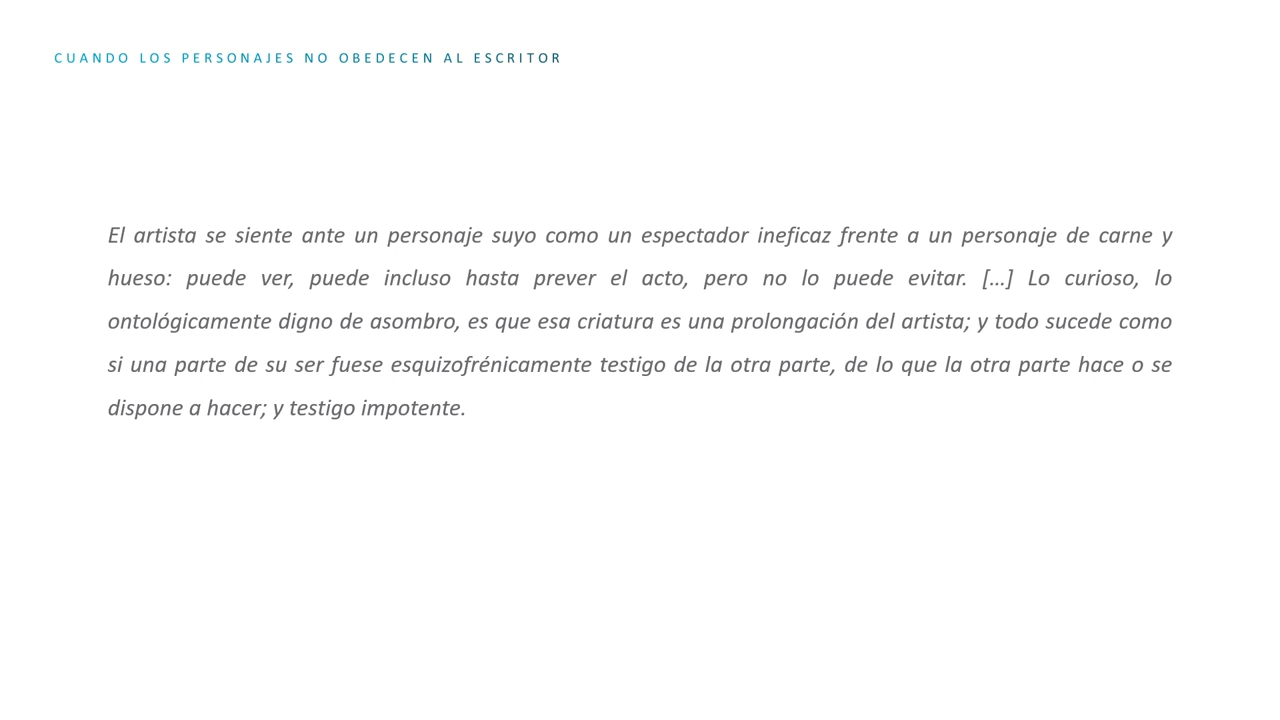 CUANDO LOS PERSONAJES NO OBEDECEN AL ESCRITOR
El artista se siente ante un personaje suyo como un espectador ineficaz frente a un personaje de carne y
hueso: puede ver, puede incluso hasta prever el acto, pero no lo puede evitar. […] Lo curioso, lo
ontológicamente digno de asombro, es que esa criatura es una prolongación del artista; y todo sucede como
si una parte de su ser fuese esquizofrénicamente testigo de la otra parte, de lo que la otra parte hace o se
dispone a hacer; y testigo impotente.